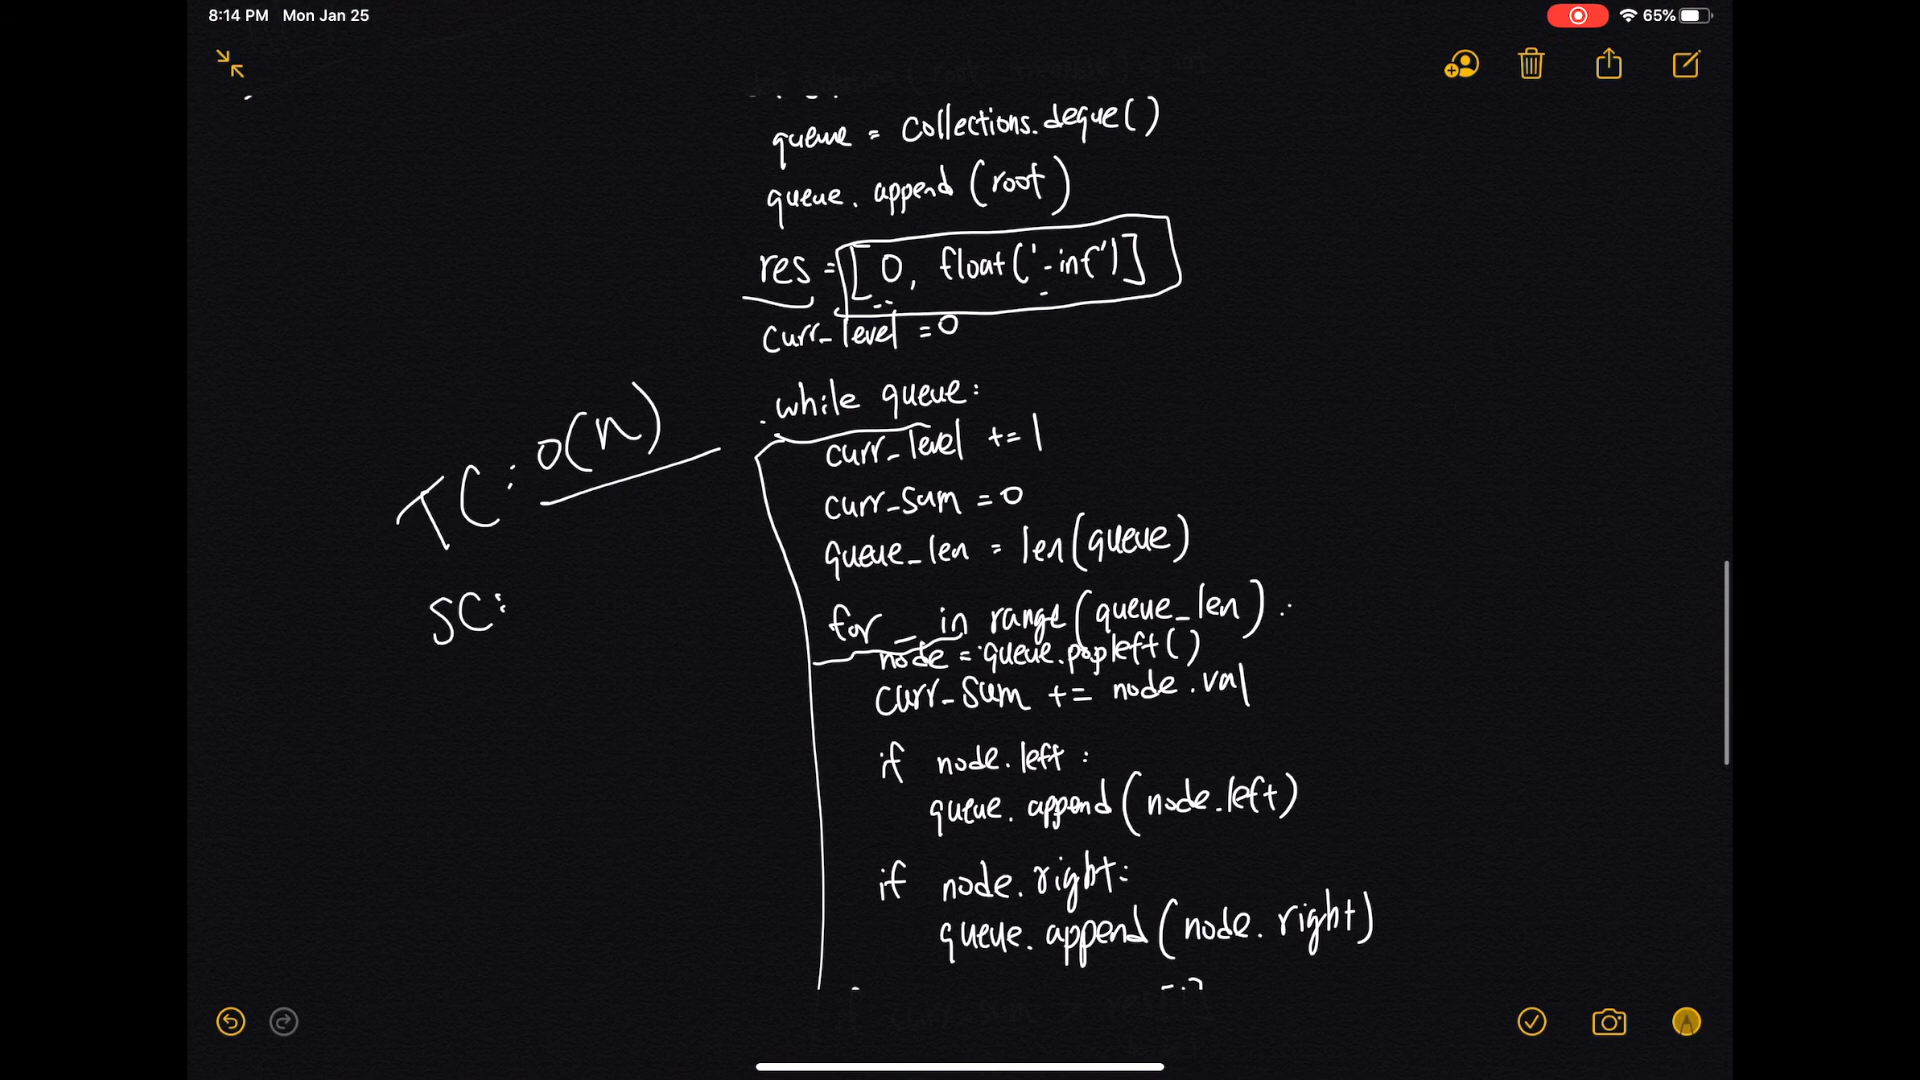 8:14 PM Mon Jan 25
65%
queue = collections.deque()
queue.append(root)
res = [0, float('-inf')]
curr_level = 0
while queue:
curr_level += 1
curr_sum = 0
queue_len = len(queue)
for _ in range(queue_len):
node = queue.popleft()
curr_sum += node.val
if node.left:
queue.append(node.left)
if node.right:
queue.append(node.right)
TC: O(n)
SC: